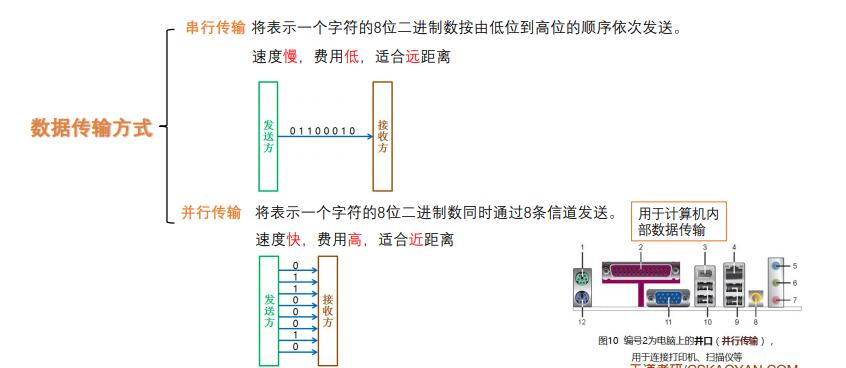 数据传输方式
串行传输 将表示一个字符的8位二进制数按由低位到高位的顺序依次发送。
速度慢，费用低，适合远距离
发送方
01100010
接收方
并行传输 将表示一个字符的8位二进制数同时通过8条信道发送。
速度快，费用高，适合近距离
发送方
0
1
1
0
0
0
1
0
接收方
用于计算机内
部数据传输
1
2
3
4
5
6
7
8
9
10
11
12
图10 编号2为电脑上的并口（并行传输），
用于连接打印机、扫描仪等
王道考研/CSKAOYAN.COM